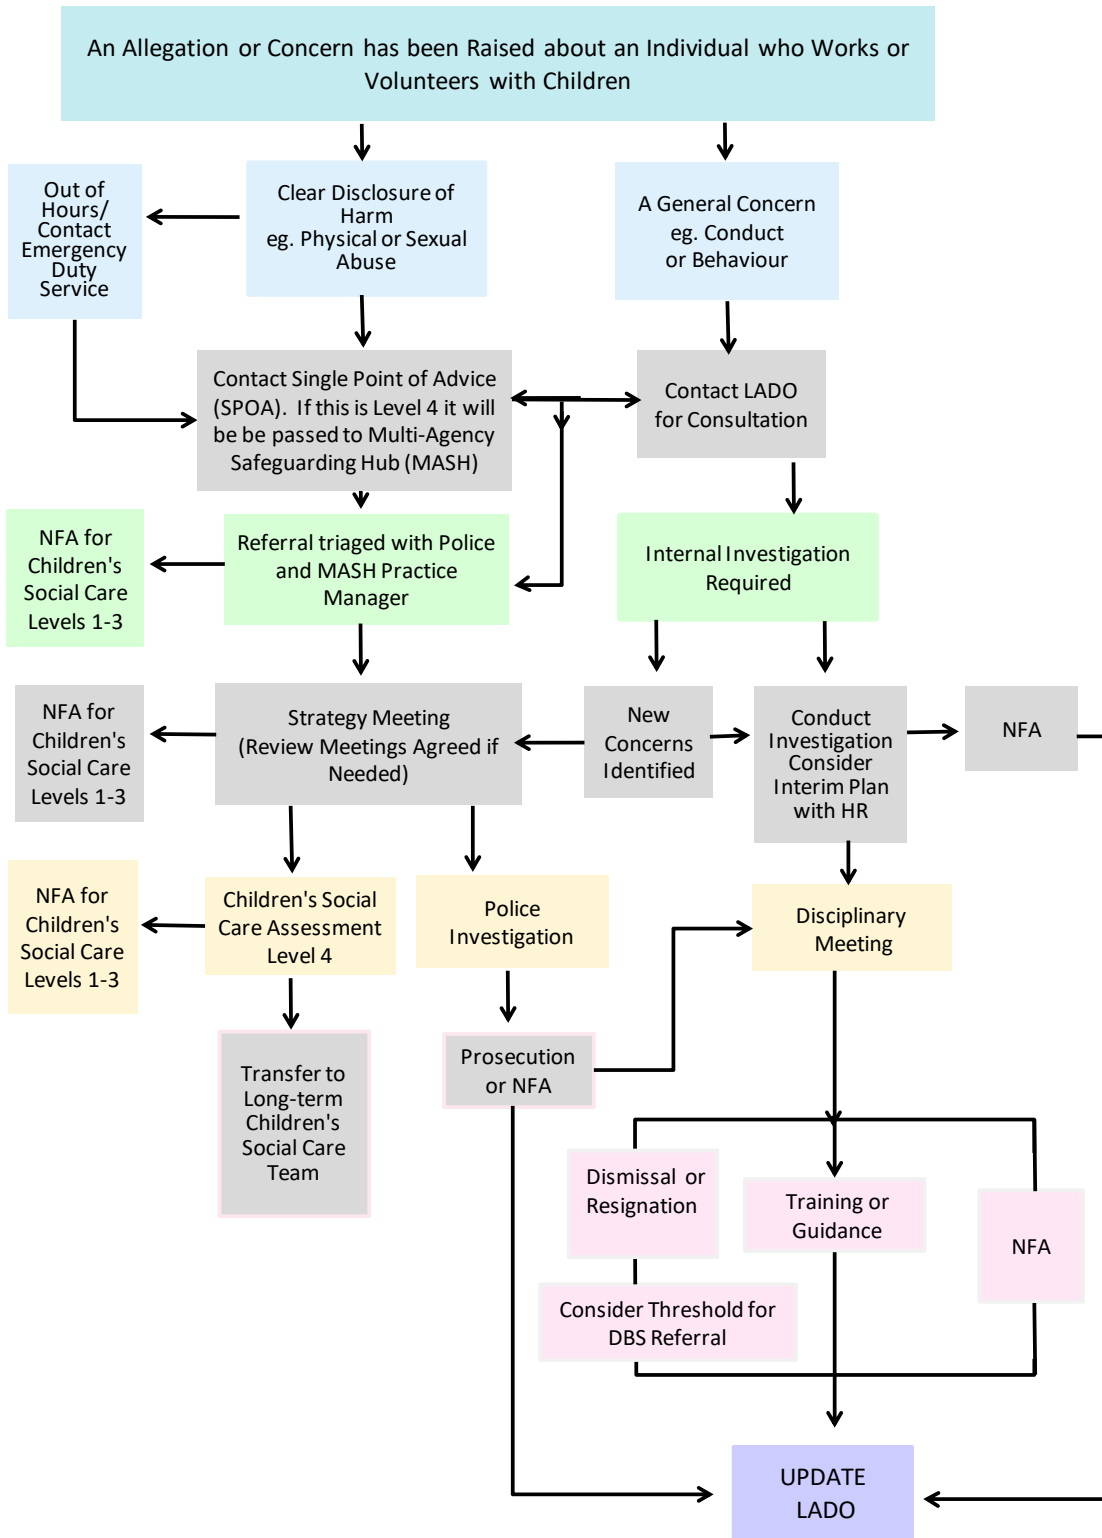 An Allegation or Concern has been Raised about an Individual who Works or
Volunteers with Children
Out of
Hours/
Contact
Emergency
Duty
Service
Clear Disclosure of
Harm
eg. Physical or Sexual
Abuse
A General Concern
eg. Conduct
or Behaviour
Contact Single Point of Advice
(SPOA). If this is Level 4 it will
be be passed to Multi-Agency
Safeguarding Hub (MASH)
Contact LADO
for Consultation
NFA for
Children's
Social Care
Levels 1-3
Referral triaged with Police
and MASH Practice
Manager
Internal Investigation
Required
NFA for
Children's
Social Care
Levels 1-3
Strategy Meeting
(Review Meetings Agreed if
Needed)
New
Concerns
Identified
Conduct
Investigation
Consider
Interim Plan
with HR
NFA
NFA for
Children's
Social Care
Levels 1-3
Children's Social
Care Assessment
Level 4
Police
Investigation
Disciplinary
Meeting
Transfer to
Long-term
Children's
Social Care
Team
Prosecution
or NFA
Dismissal or
Resignation
Training or
Guidance
NFA
Consider Threshold for
DBS Referral
UPDATE
LADO